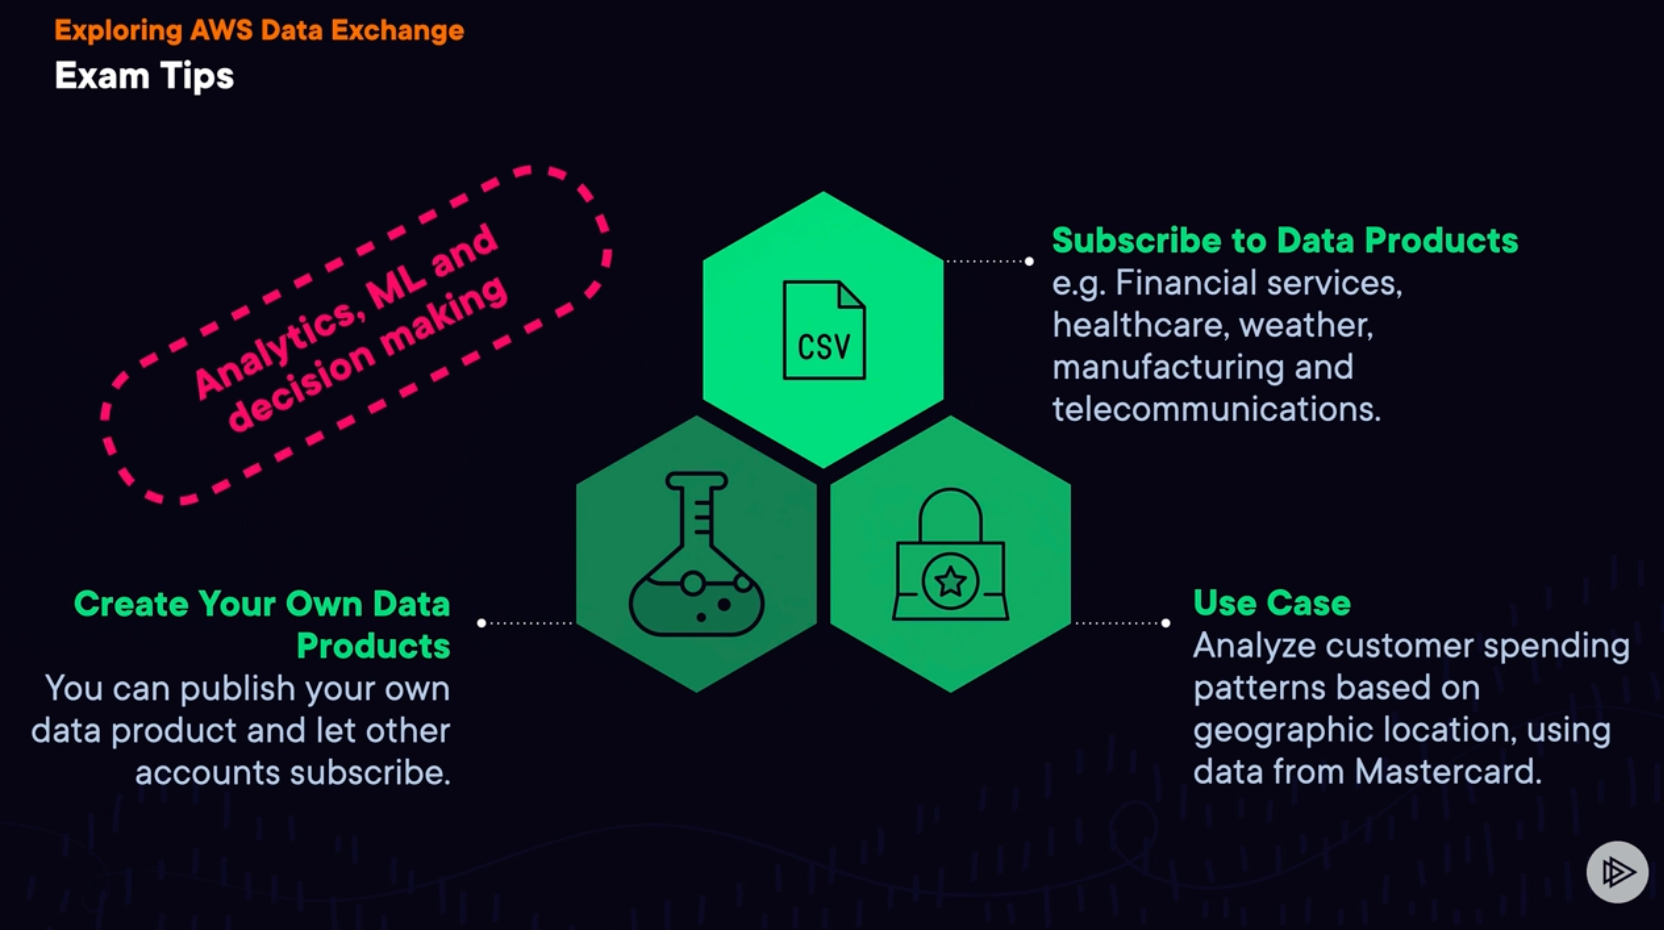 Exploring AWS Data Exchange
Exam Tips
Analytics, ML and
decision making
CSV
Subscribe to Data Products
e.g. Financial services,
healthcare, weather,
manufacturing and
telecommunications.
Create Your Own Data
Products
You can publish your own
data product and let other
accounts subscribe.
Use Case
Analyze customer spending
patterns based on
geographic location, using
data from Mastercard.